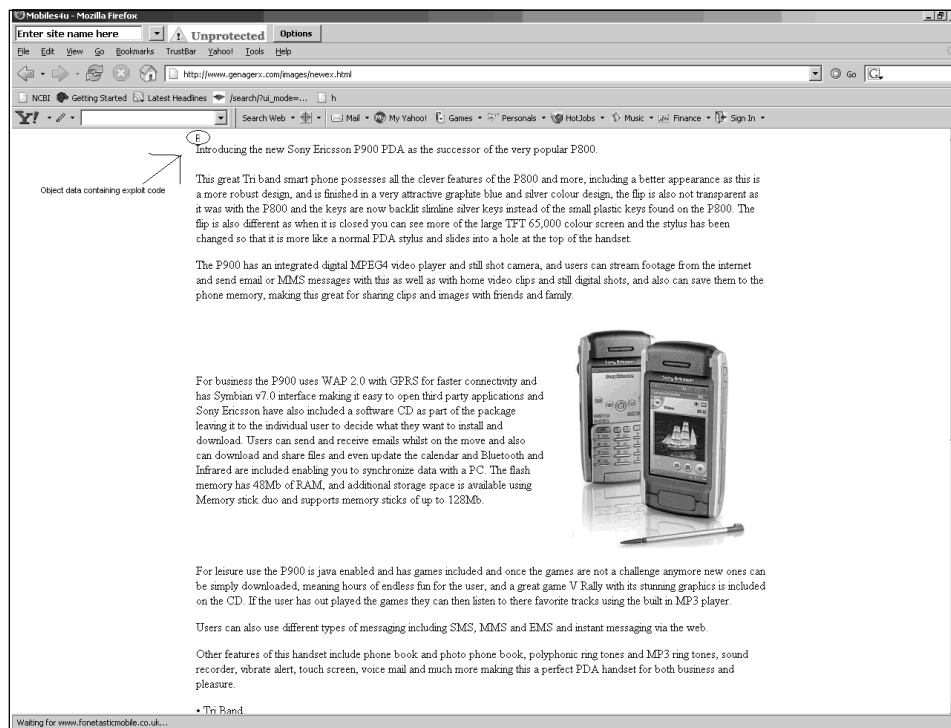 Mobiles4u - Mozilla Firefox
Enter site name here Unprotected Options
File Edit View Go Bookmarks TrustBar Yahoo! Tools Help
http://www.genagerx.com/images/newex.html Go G
NCBI Getting Started Latest Headlines /search/?ui_mode=... h
Y! Search Web Mail My Yahoo! Games Personals HotJobs Music Finance Sign In
Introducing the new Sony Ericsson P900 PDA as the successor of the very popular P800.
Object data containing exploit code
This great Tri band smart phone possesses all the clever features of the P800 and more, including a better appearance as this is
a more robust design, and is finished in a very attractive graphite blue and silver colour design, the flip is also not transparent as
it was with the P800 and the keys are now backlit slimline silver keys instead of the small plastic keys found on the P800. The
flip is also different as when it is closed you can see more of the large TFT 65,000 colour screen and the stylus has been
changed so that it is more like a normal PDA stylus and slides into a hole at the top of the handset.
The P900 has an integrated digital MPEG4 video player and still shot camera, and users can stream footage from the internet
and send email or MMS messages with this as well as with home video clips and still digital shots, and also can save them to the
phone memory, making this great for sharing clips and images with friends and family.
For business the P900 uses WAP 2.0 with GPRS for faster connectivity and
has Symbian v7.0 interface making it easy to open third party applications and
Sony Ericsson have also included a software CD as part of the package
leaving it to the individual user to decide what they want to install and
download. Users can send and receive emails whilst on the move and also
can download and share files and even update the calendar and Bluetooth and
Infrared are included enabling you to synchronize data with a PC. The flash
memory has 48Mb of RAM, and additional storage space is available using
Memory stick duo and supports memory sticks of up to 128Mb.
Sony Ericsson
Sony Ericsson
Video
For leisure use the P900 is java enabled and has games included and once the games are not a challenge anymore new ones can
be simply downloaded, meaning hours of endless fun for the user, and a great game V Rally with its stunning graphics is included
on the CD. If the user has out played the games they can then listen to there favorite tracks using the built in MP3 player.
Users can also use different types of messaging including SMS, MMS and EMS and instant messaging via the web.
Other features of this handset include phone book and photo phone book, polyphonic ring tones and MP3 ring tones, sound
recorder, vibrate alert, touch screen, voice mail and much more making this a perfect PDA handset for both business and
pleasure.
• Tri Band
Waiting for www.fonetasticmobile.co.uk...